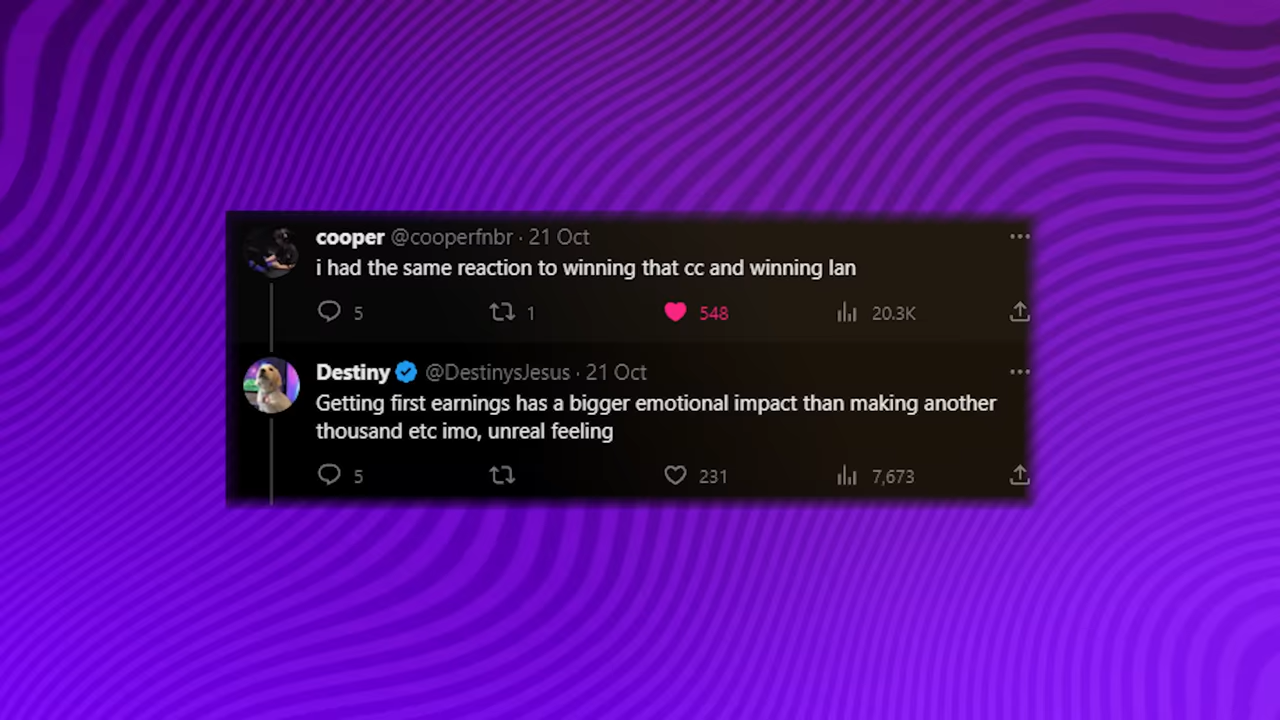 cooper @cooperfnbr · 21 Oct
i had the same reaction to winning that cc and winning lan
5 1 548 20.3K
Destiny @DestinysJesus · 21 Oct
Getting first earnings has a bigger emotional impact than making another
thousand etc imo, unreal feeling
5 231 7,673